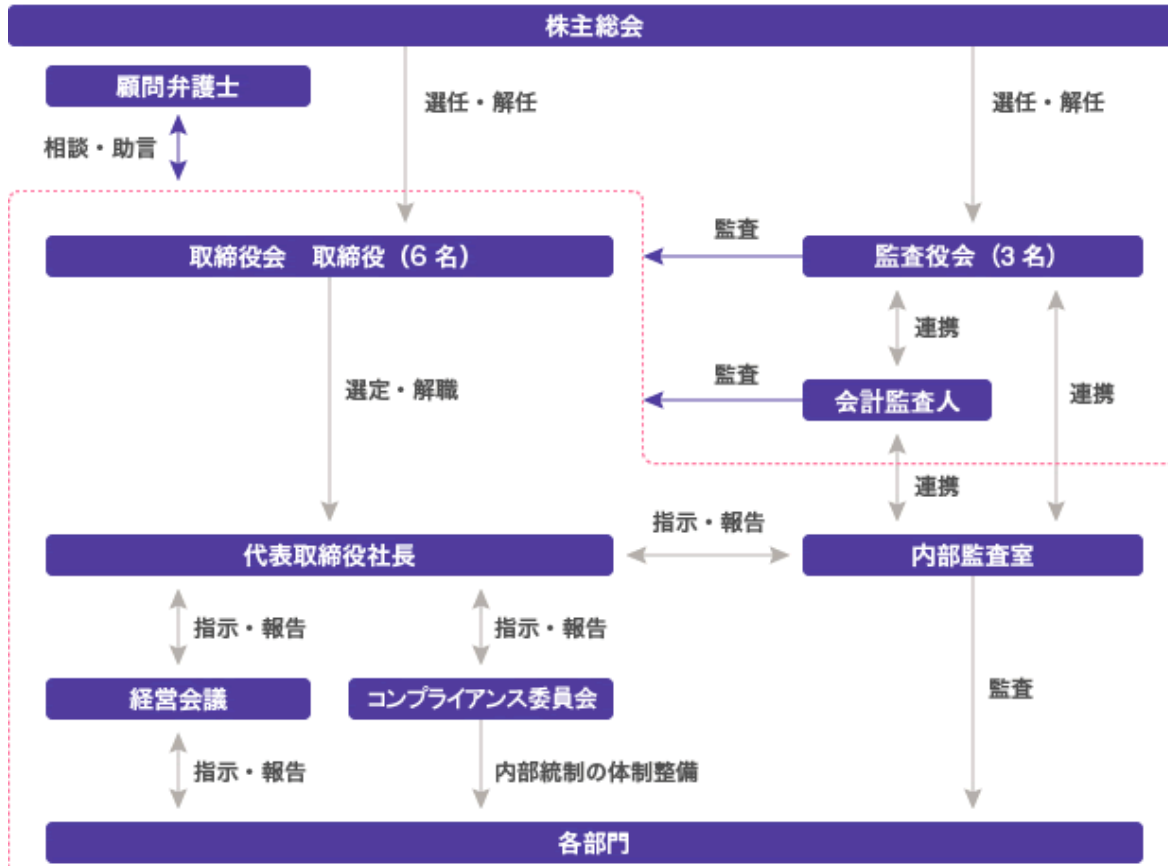 株主総会
顧問弁護士
選任・解任
選任・解任
相談・助言
取締役会　取締役（6 名）
監査
監査役会（3 名）
連携
選定・解職
監査
会計監査人
連携
連携
指示・報告
代表取締役社長
内部監査室
指示・報告
指示・報告
経営会議
コンプライアンス委員会
監査
指示・報告
内部統制の体制整備
各部門